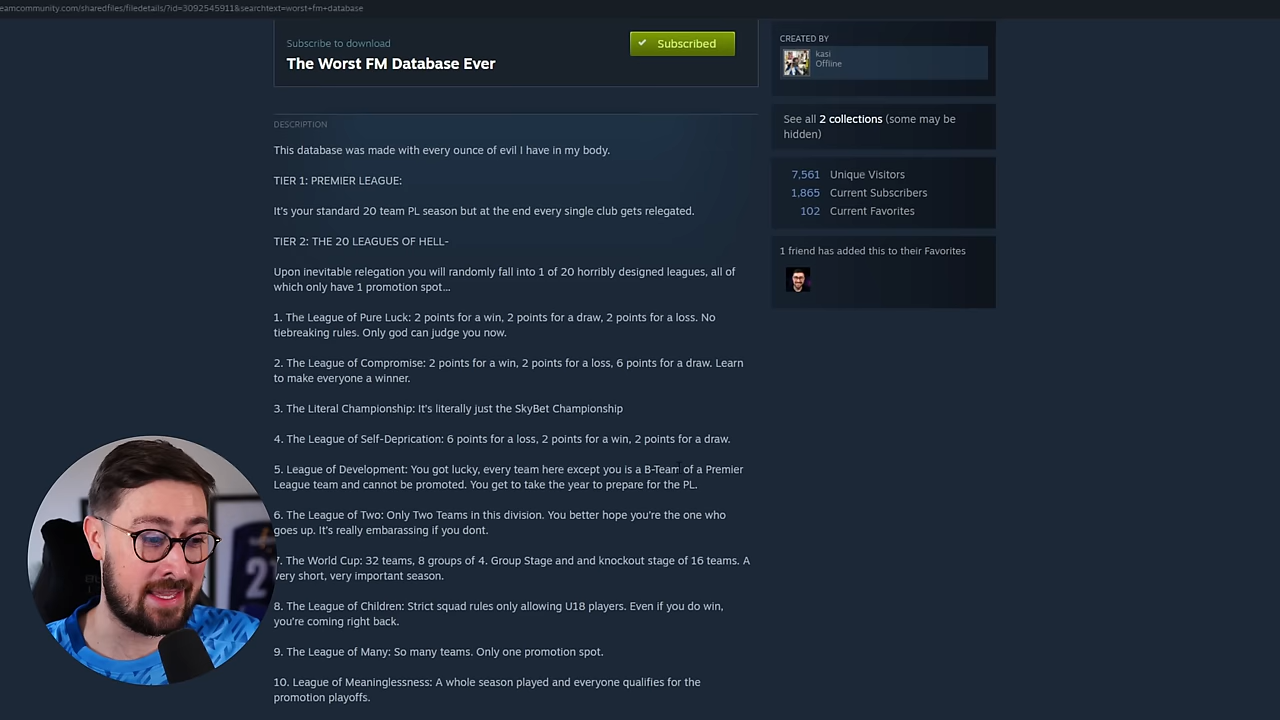 eamcommunity.com/sharedfiles/filedetails/?id=3092545911&searchtext=worst+fm+database
Subscribe to download
The Worst FM Database Ever
Subscribed
CREATED BY
kasi
Offline
See all 2 collections (some may be
hidden)
7,561 Unique Visitors
1,865 Current Subscribers
102 Current Favorites
1 friend has added this to their Favorites
DESCRIPTION
This database was made with every ounce of evil I have in my body.
TIER 1: PREMIER LEAGUE:
It's your standard 20 team PL season but at the end every single club gets relegated.
TIER 2: THE 20 LEAGUES OF HELL-
Upon inevitable relegation you will randomly fall into 1 of 20 horribly designed leagues, all of
which only have 1 promotion spot...
1. The League of Pure Luck: 2 points for a win, 2 points for a draw, 2 points for a loss. No
tiebreaking rules. Only god can judge you now.
2. The League of Compromise: 2 points for a win, 2 points for a loss, 6 points for a draw. Learn
to make everyone a winner.
3. The Literal Championship: It's literally just the SkyBet Championship
4. The League of Self-Deprication: 6 points for a loss, 2 points for a win, 2 points for a draw.
5. League of Development: You got lucky, every team here except you is a B-Team of a Premier
League team and cannot be promoted. You get to take the year to prepare for the PL.
6. The League of Two: Only Two Teams in this division. You better hope you're the one who
goes up. It's really embarassing if you dont.
7. The World Cup: 32 teams, 8 groups of 4. Group Stage and and knockout stage of 16 teams. A
very short, very important season.
8. The League of Children: Strict squad rules only allowing U18 players. Even if you do win,
you're coming right back.
9. The League of Many: So many teams. Only one promotion spot.
10. League of Meaninglessness: A whole season played and everyone qualifies for the
promotion playoffs.
21